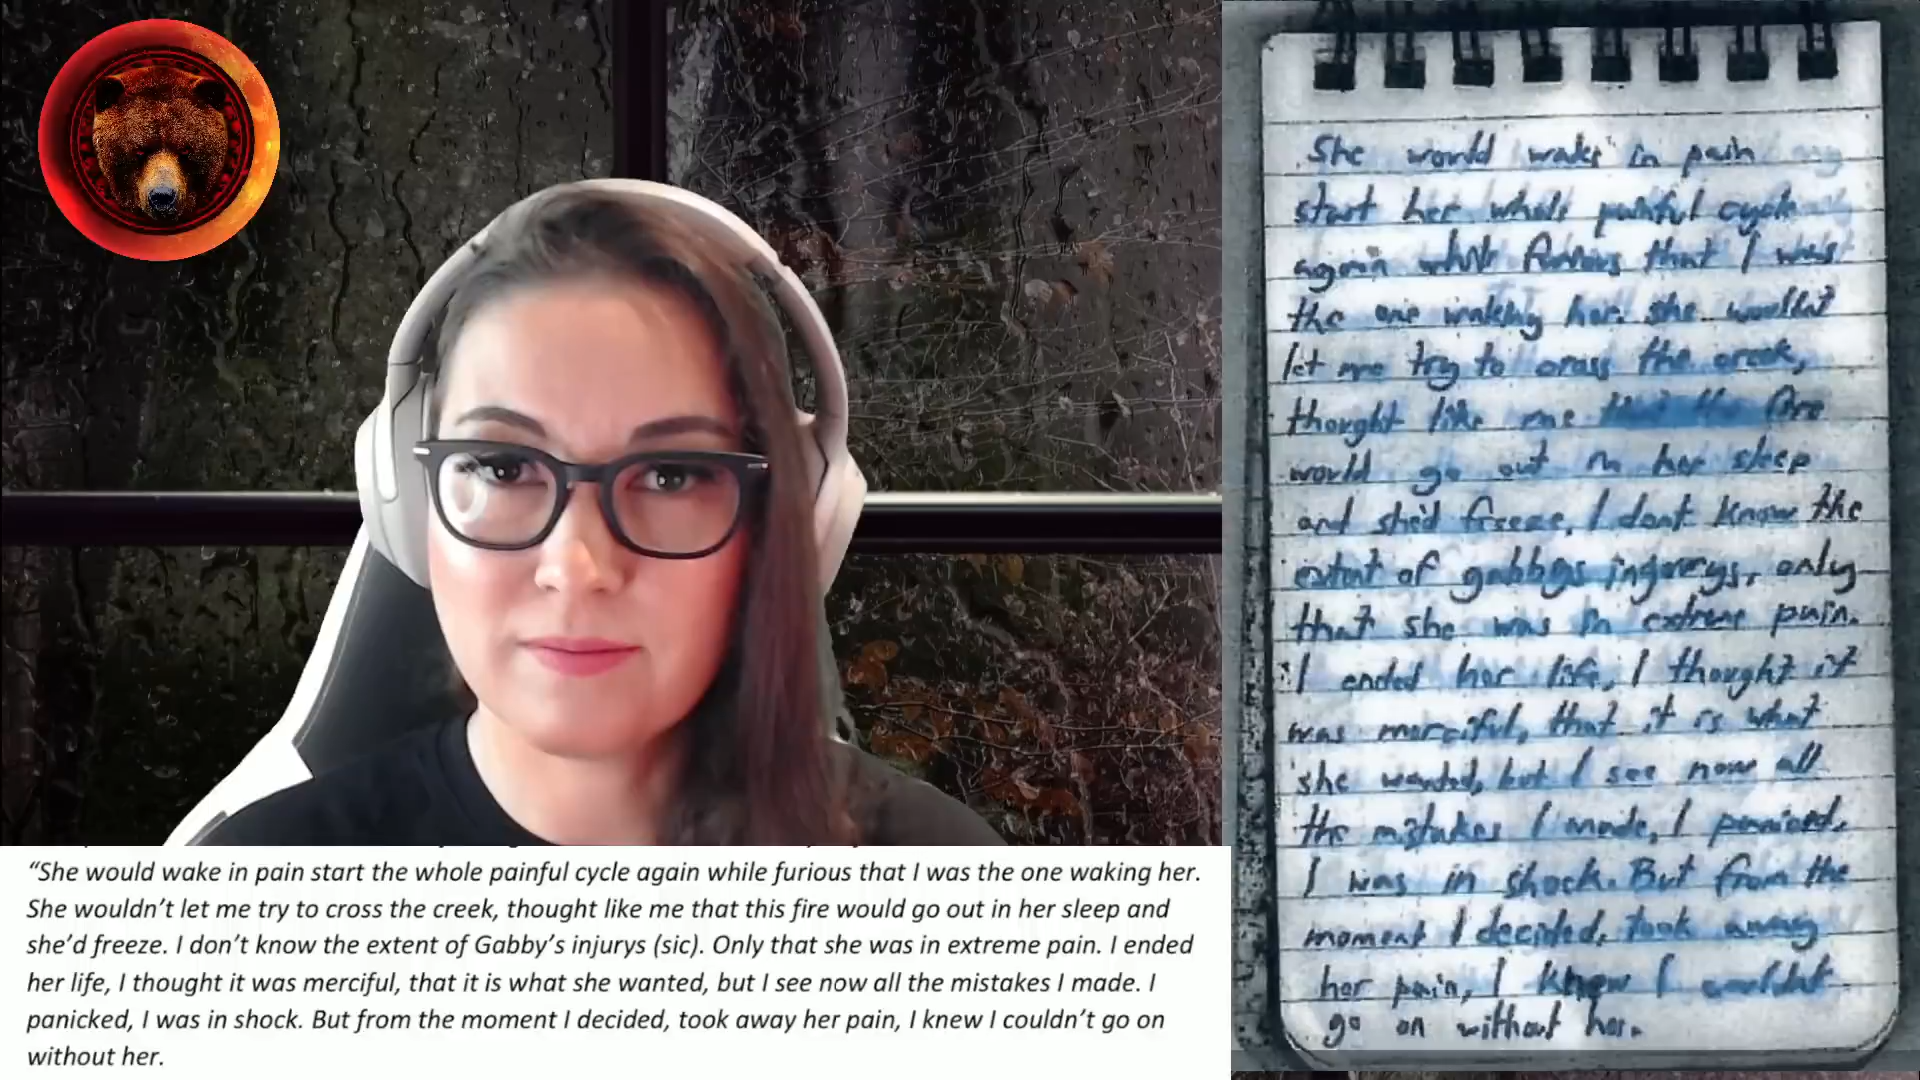 “She would wake in pain start the whole painful cycle again while furious that I was the one waking her.
She wouldn’t let me try to cross the creek, thought like me that this fire would go out in her sleep and
she’d freeze. I don’t know the extent of Gabby’s injurys (sic). Only that she was in extreme pain. I ended
her life, I thought it was merciful, that it is what she wanted, but I see now all the mistakes I made. I
panicked, I was in shock. But from the moment I decided, took away her pain, I knew I couldn’t go on
without her.
She would wake in pain
start her whole painful cycle
again while furious that I was
the one waking her. she wouldnt
let me try to cross the creek,
thought like me that the fire
would go out in her sleep
and she'd freeze. I dont know the
extent of gabbys injurys, only
that she was in extreme pain.
I ended her life, I thought it
was merciful, that it is what
she wanted, but I see now all
the mistakes I made. I paniced.
I was in shock. But from the
moment I decided, took away
her pain, I knew I couldnt
go on without her.